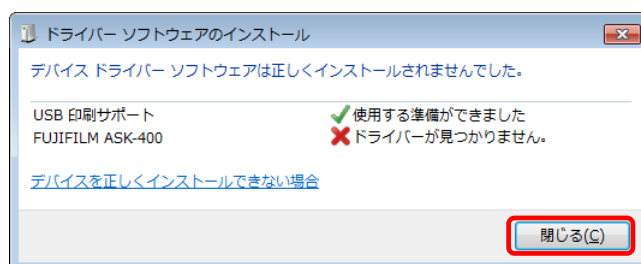 ドライバー ソフトウェアのインストール
デバイス ドライバー ソフトウェアは正しくインストールされませんでした。
USB 印刷サポート 使用する準備ができました
FUJIFILM ASK-400 ドライバーが見つかりません。
デバイスを正しくインストールできない場合
閉じる(C)